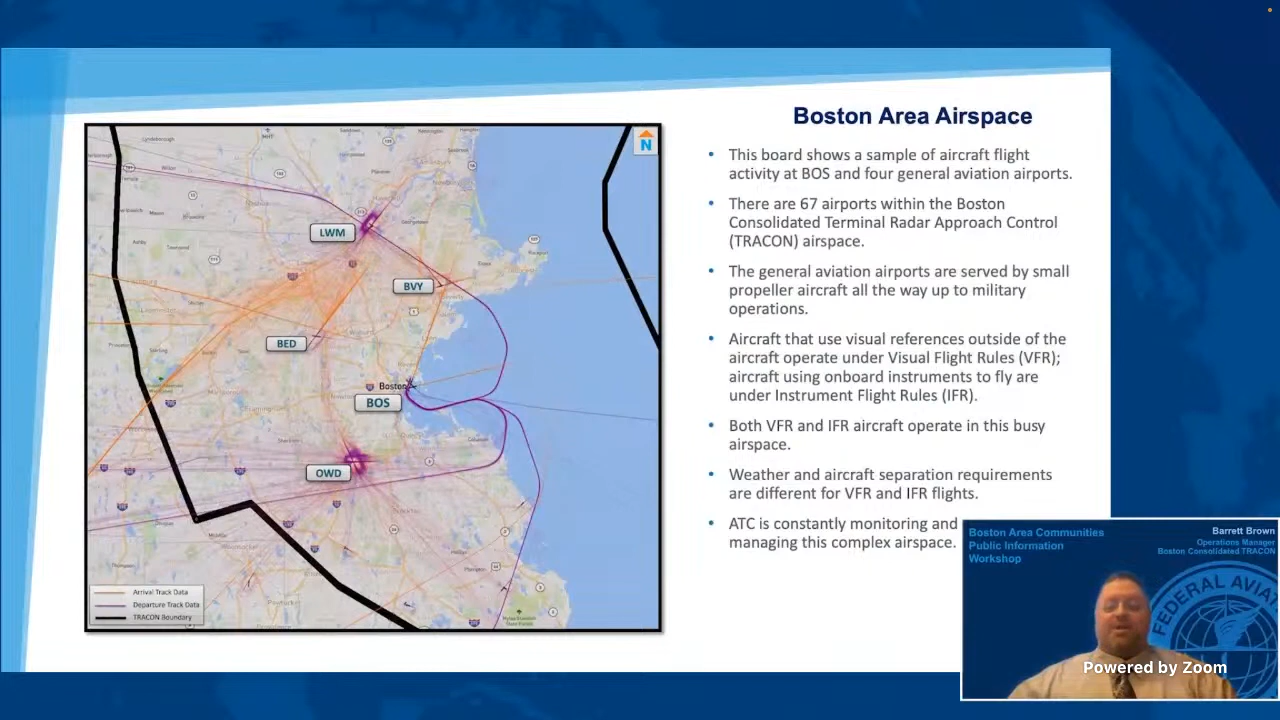 Boston Area Airspace
• This board shows a sample of aircraft flight
activity at BOS and four general aviation airports.
• There are 67 airports within the Boston
Consolidated Terminal Radar Approach Control
(TRACON) airspace.
• The general aviation airports are served by small
propeller aircraft all the way up to military
operations.
• Aircraft that use visual references outside of the
aircraft operate under Visual Flight Rules (VFR);
aircraft using onboard instruments to fly are
under Instrument Flight Rules (IFR).
• Both VFR and IFR aircraft operate in this busy
airspace.
• Weather and aircraft separation requirements
are different for VFR and IFR flights.
• ATC is constantly monitoring and
managing this complex airspace.
N
LWM
BVY
BED
Boston
BOS
OWD
Arrival Track Data
Departure Track Data
TRACON Boundary
Boston Area Communities
Public Information
Workshop
Barrett Brown
Operations Manager
Boston Consolidated TRACON
FEDERAL AVIA
Powered by Zoom